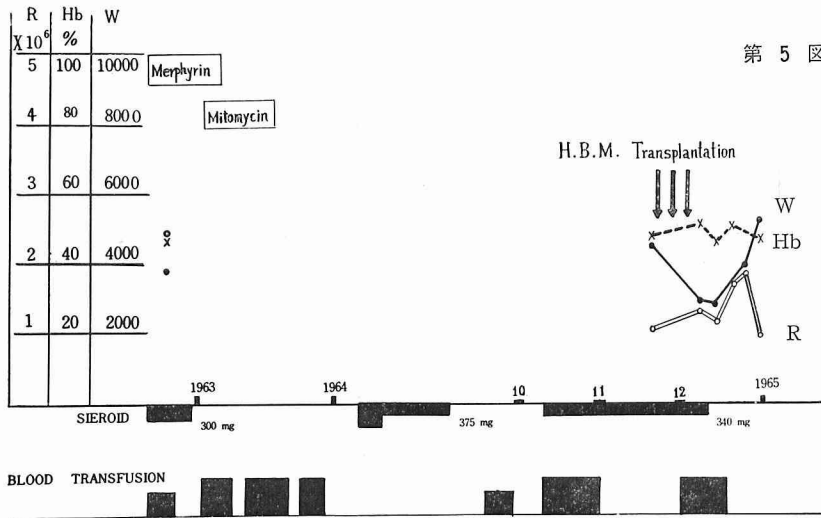 R Hb W
X10⁶ %
5 100 10000
Merphyrin
第 5 図
4 80 8000
Mitomycin
H.B.M. Transplantation
3 60 6000
W
Hb
2 40 4000
1 20 2000
R
1963 1964 10 11 12 1965
SIEROID 300 mg 375 mg 340 mg
BLOOD TRANSFUSION